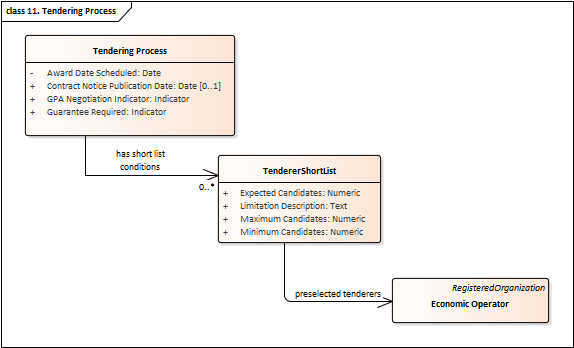 class 11. Tendering Process
Tendering Process
- Award Date Scheduled: Date
+ Contract Notice Publication Date: Date [0..1]
+ GPA Negotiation Indicator: Indicator
+ Guarantee Required: Indicator
has short list
conditions
0..*
TendererShortList
+ Expected Candidates: Numeric
+ Limitation Description: Text
+ Maximum Candidates: Numeric
+ Minimum Candidates: Numeric
preselected tenderers
RegisteredOrganization
Economic Operator